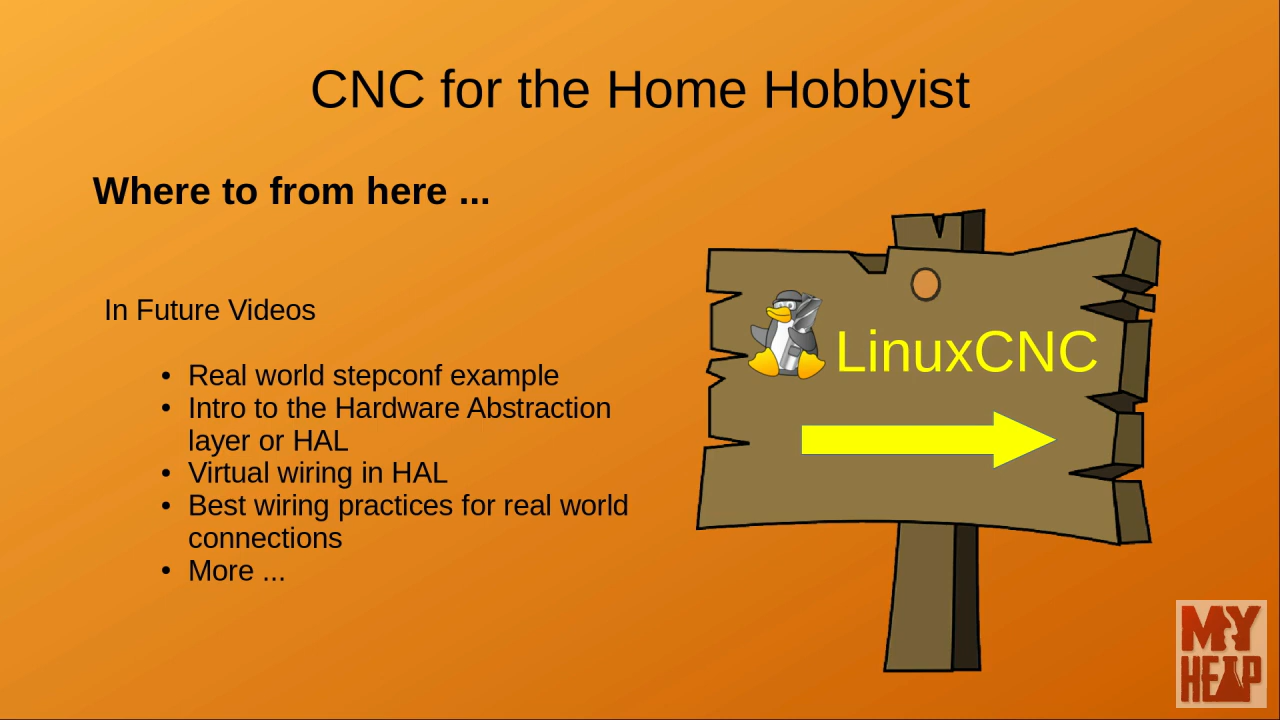 CNC for the Home Hobbyist
Where to from here ...
In Future Videos
• Real world stepconf example
• Intro to the Hardware Abstraction
layer or HAL
• Virtual wiring in HAL
• Best wiring practices for real world
connections
• More ...
LinuxCNC
MY
HEAP